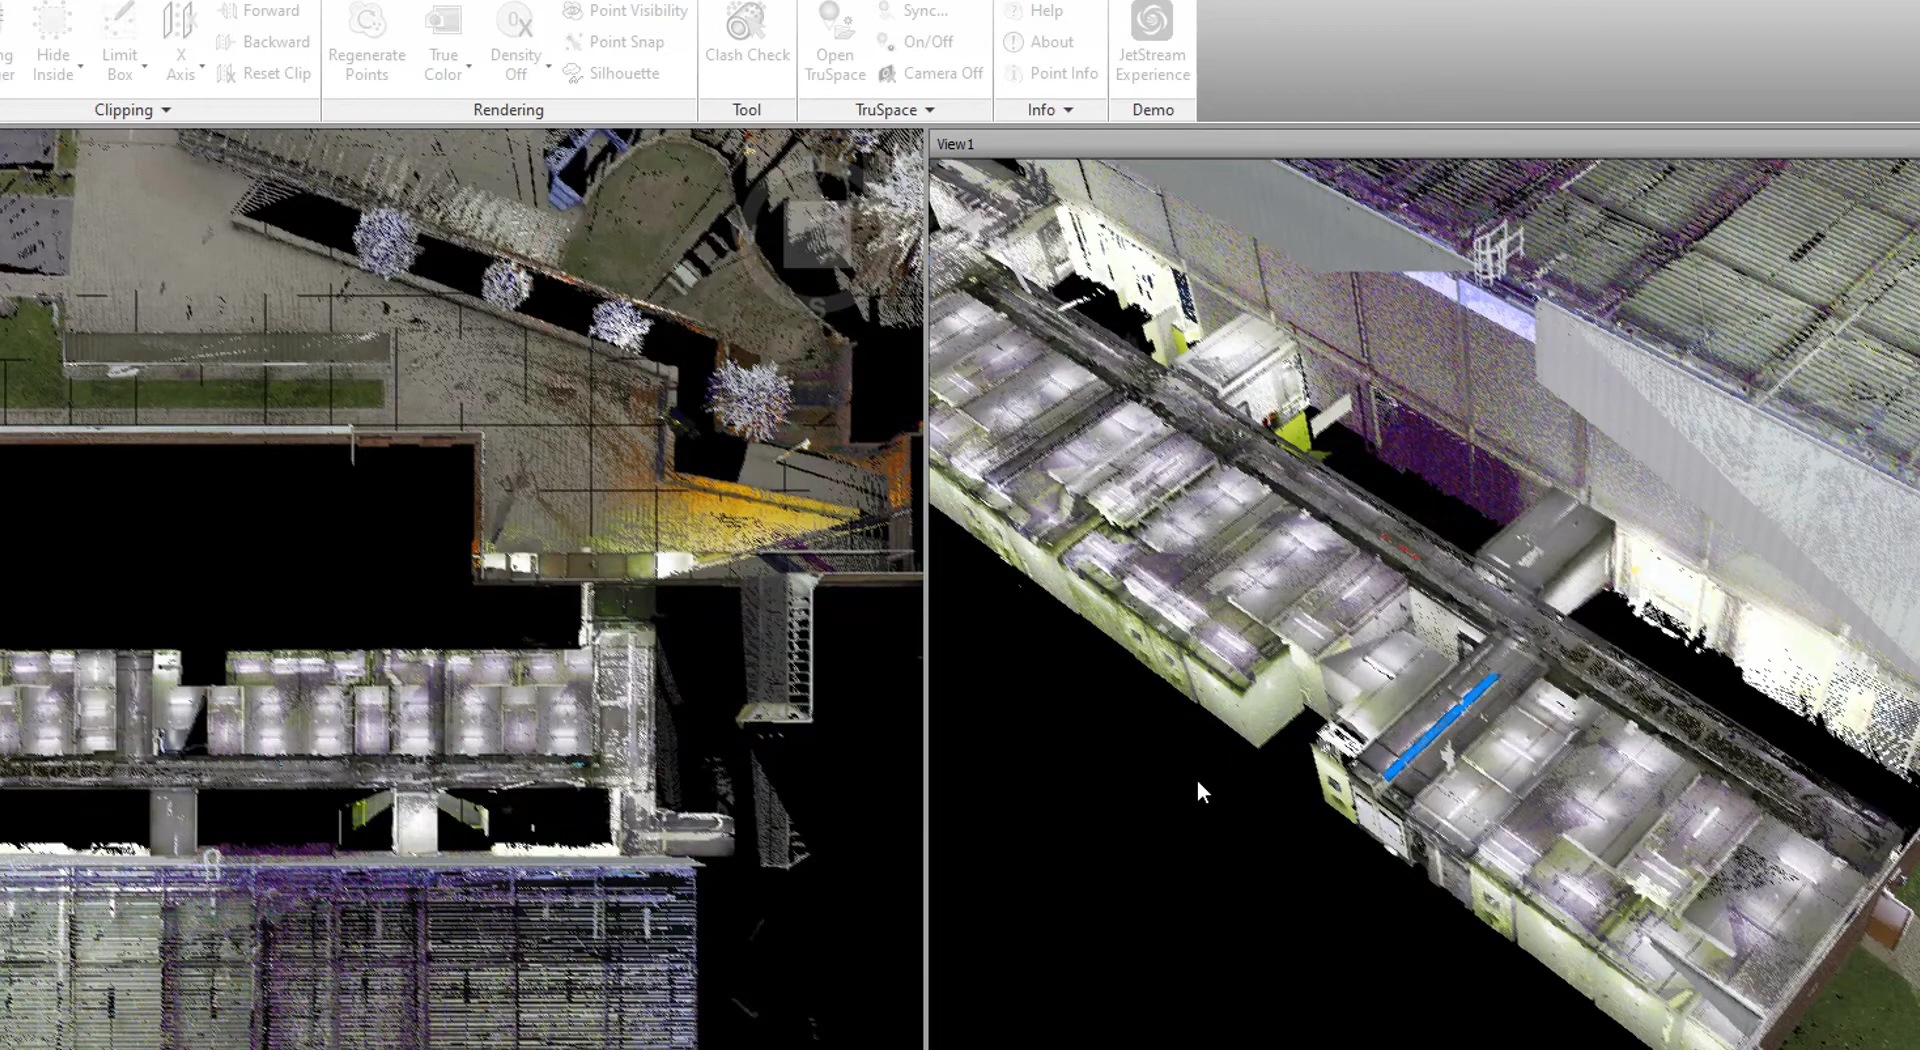 Hide Inside
Limit Box
X Axis
Forward
Backward
Reset Clip
Clipping
Regenerate Points
True Color
Density Off
Point Visibility
Point Snap
Silhouette
Rendering
Clash Check
Tool
Open TruSpace
Sync...
On/Off
Camera Off
TruSpace
Help
About
Point Info
Info
JetStream Experience
Demo
View1